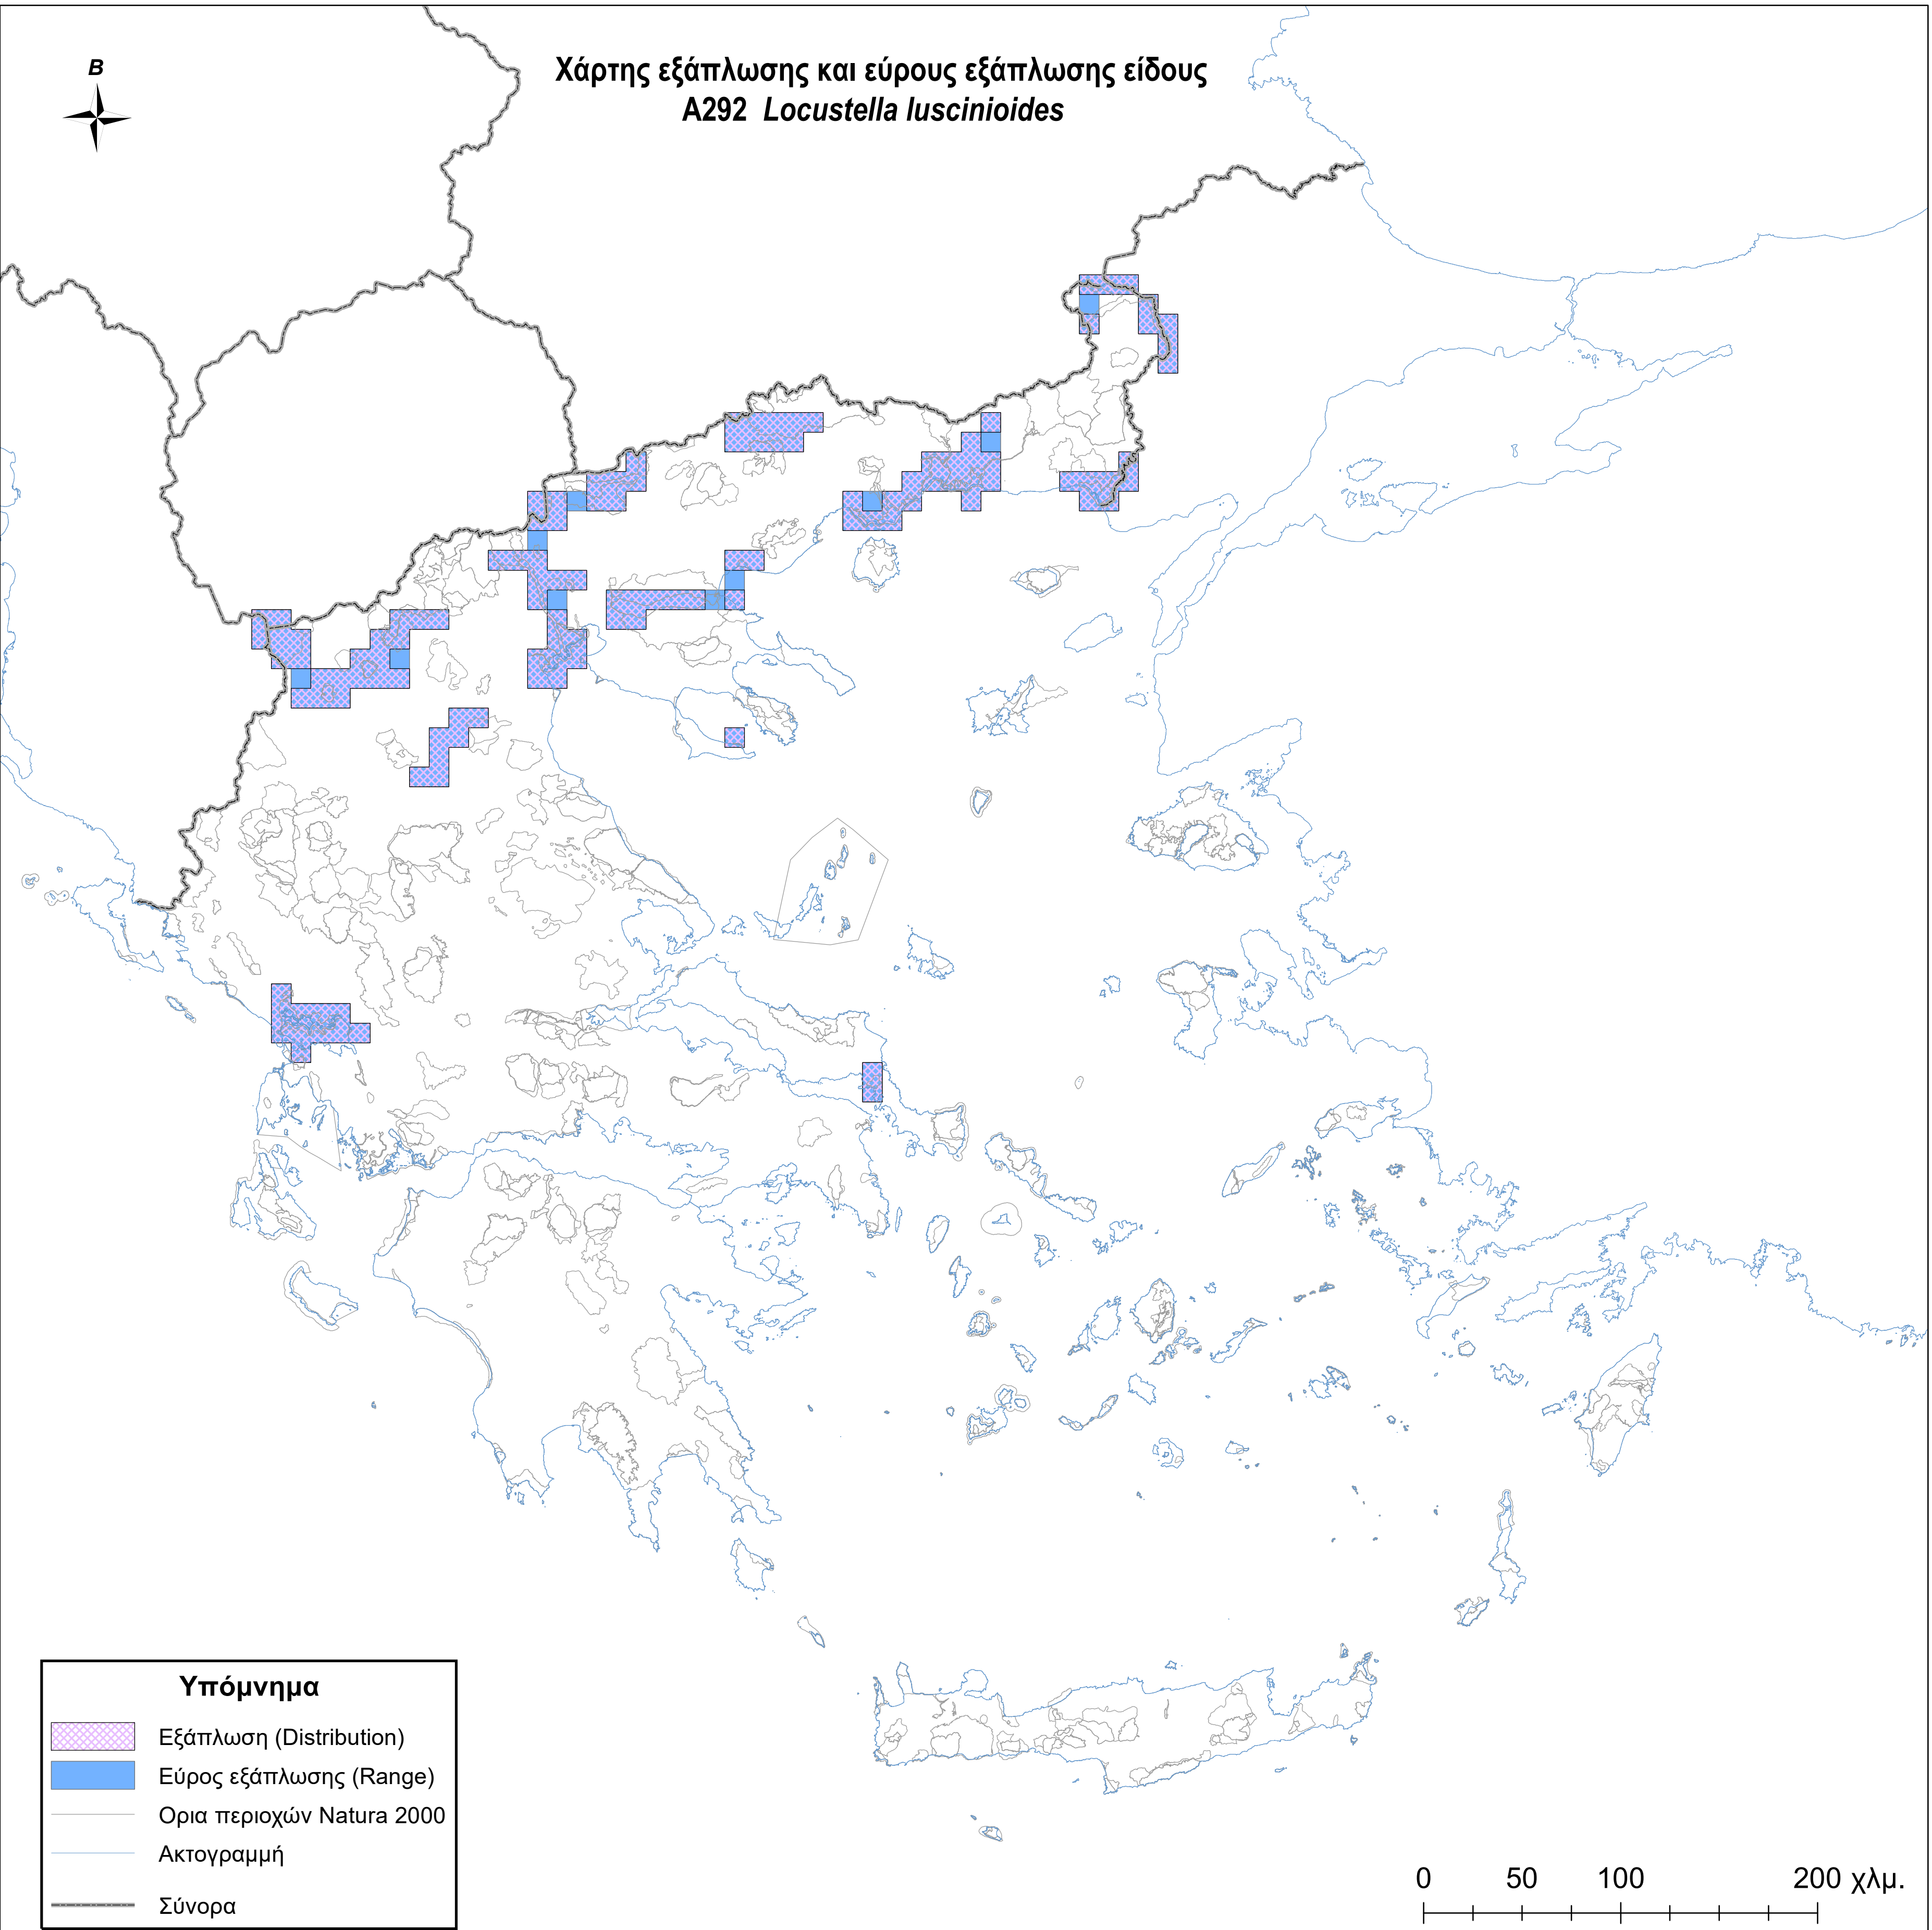 Χάρτης εξάπλωσης και εύρους εξάπλωσης είδους
A292 Locustella luscinioides
Β
Υπόμνημα
Εξάπλωση (Distribution)
Εύρος εξάπλωσης (Range)
Ορια περιοχών Natura 2000
Ακτογραμμή
Σύνορα
0 50 100 200 χλμ.